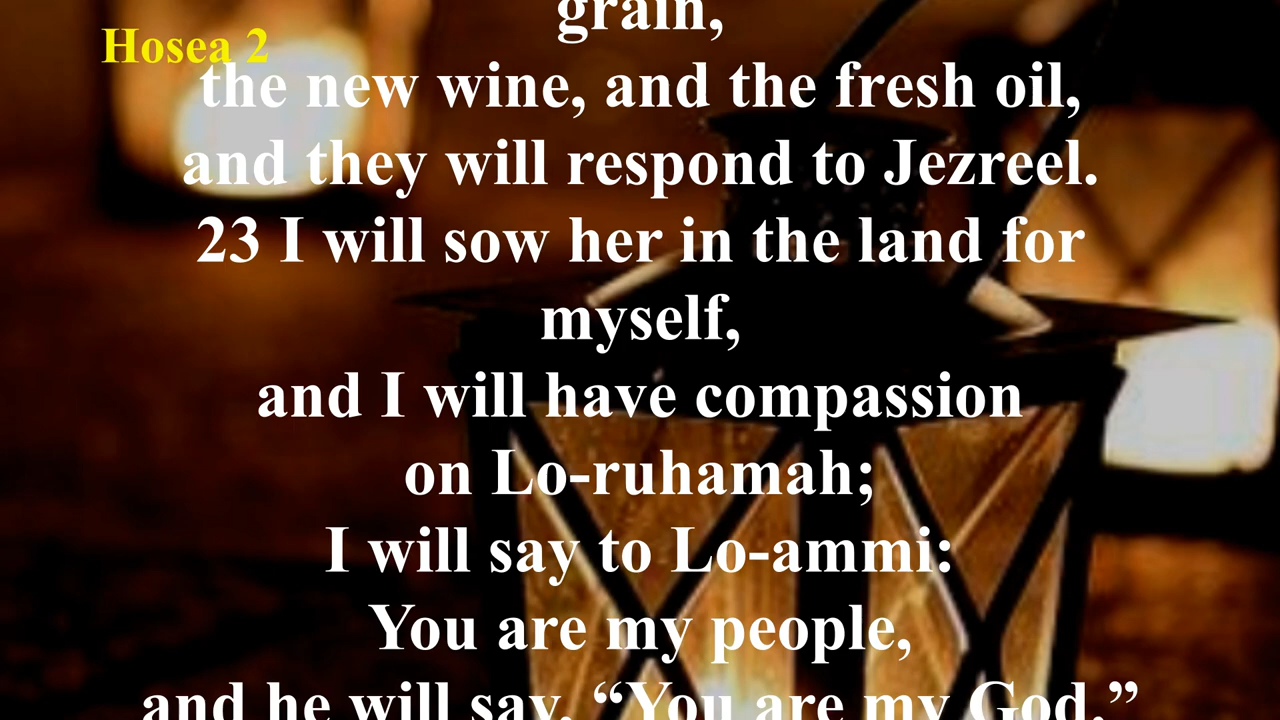 grain,
Hosea 2
the new wine, and the fresh oil,
and they will respond to Jezreel.
23 I will sow her in the land for
myself,
and I will have compassion
on Lo-ruhamah;
I will say to Lo-ammi:
You are my people,
and he will say, “You are my God.”